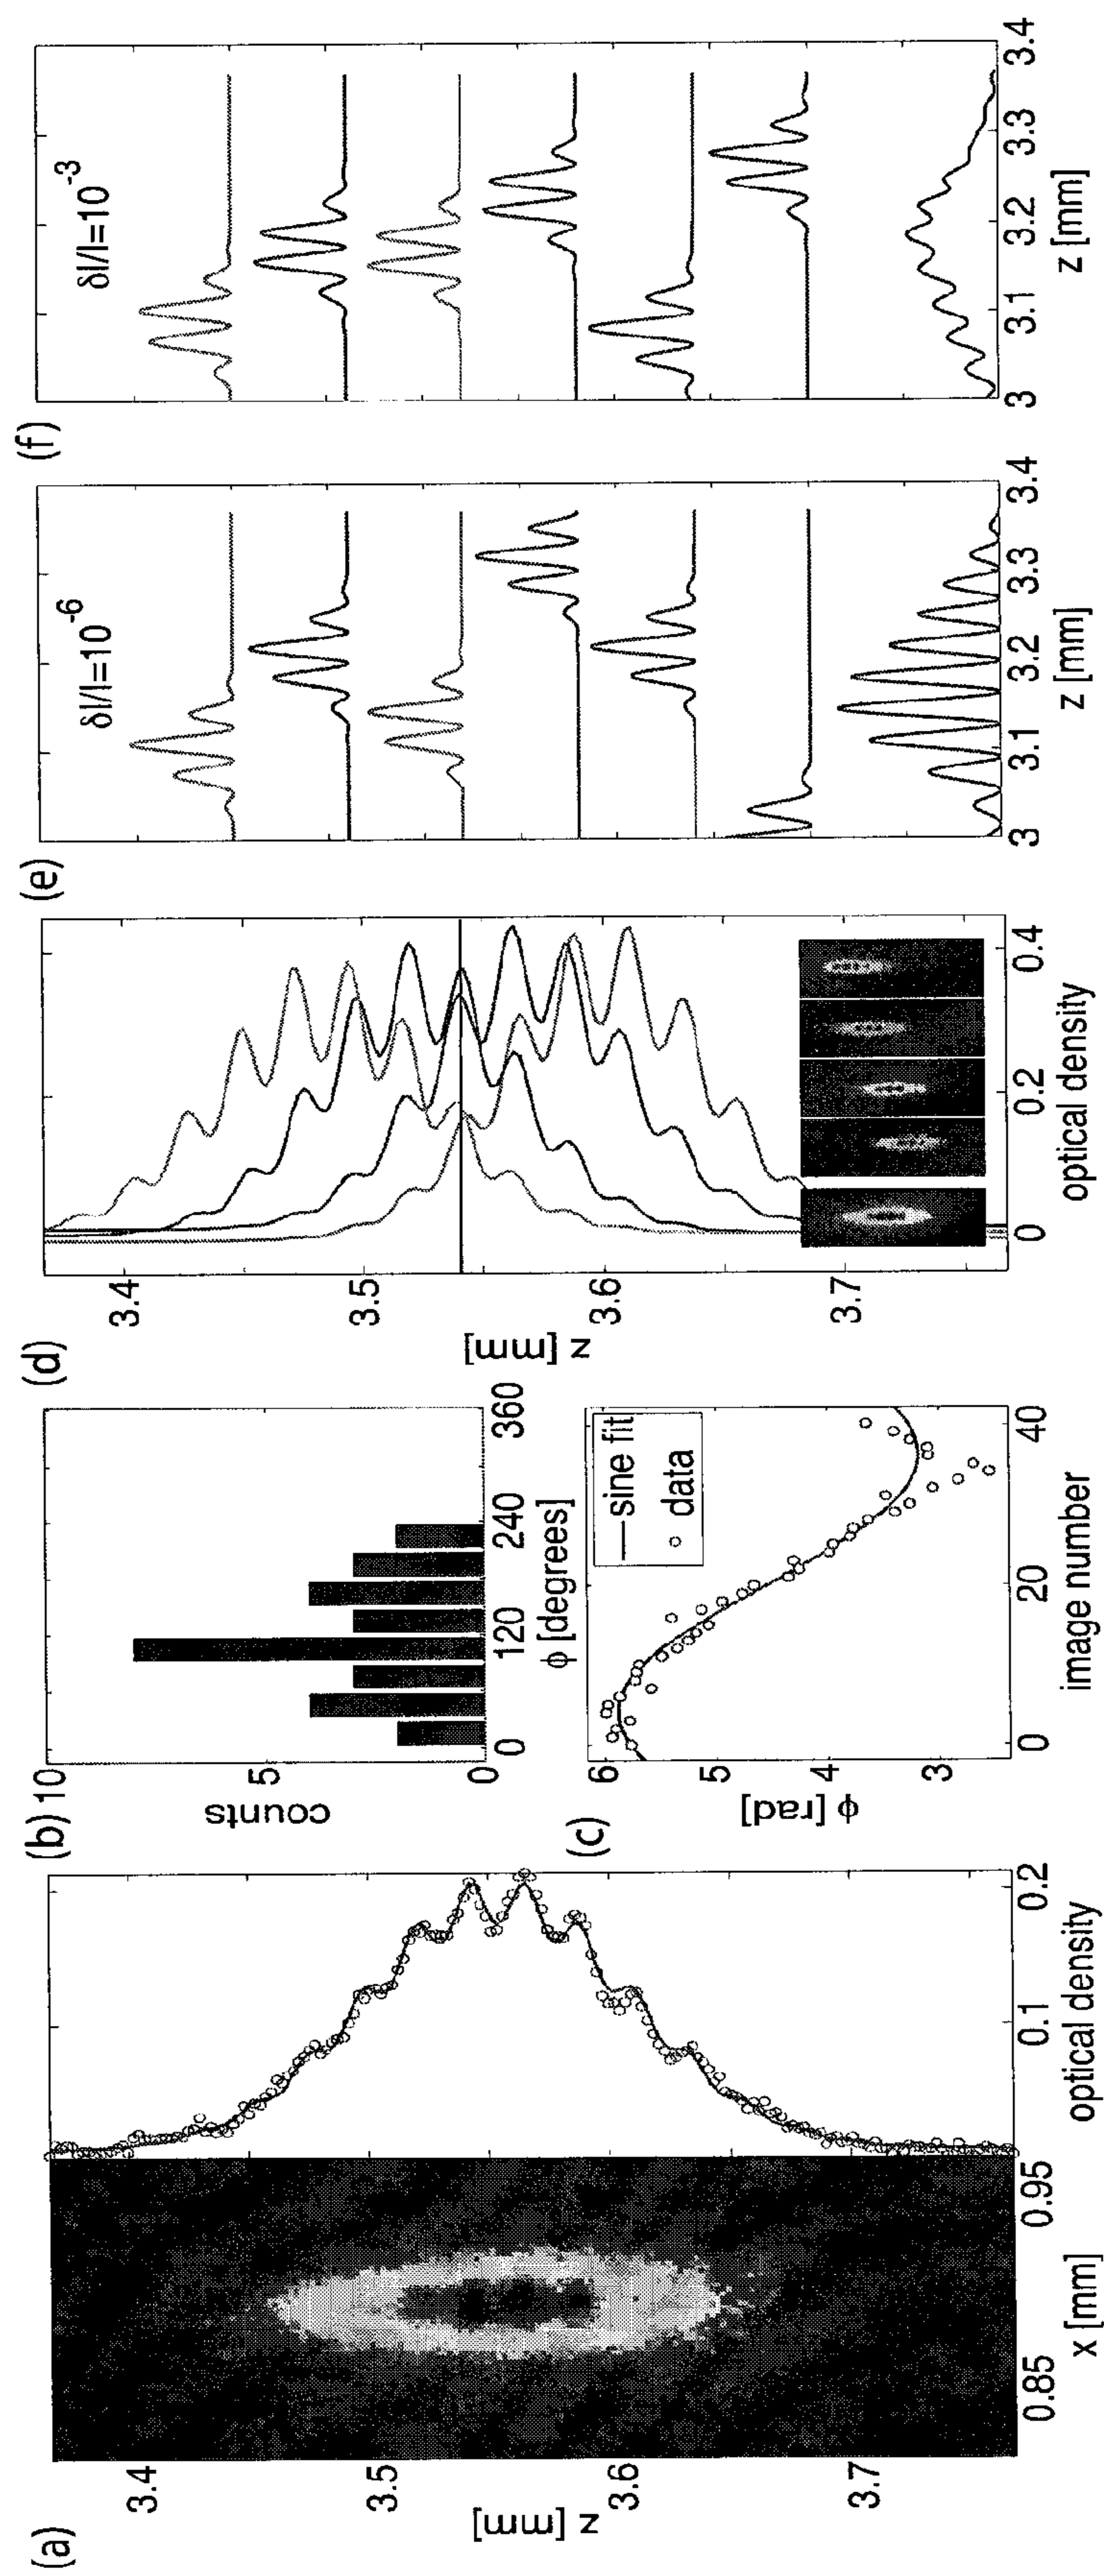 (a)
3.4
3.5
3.6
3.7
z [mm]
0.85
0.95
x [mm]
0.1
0.2
optical density
(b)
10
5
0
counts
0
120
240
360
ϕ [degrees]
(c)
6
5
4
3
ϕ [rad]
sine fit
data
0
20
40
image number
(d)
3.4
3.5
3.6
3.7
z [mm]
0
0.2
0.4
optical density
(e)
δI/I=10⁻⁶
3
3.1
3.2
3.3
3.4
z [mm]
(f)
δI/I=10⁻³
3
3.1
3.2
3.3
3.4
z [mm]